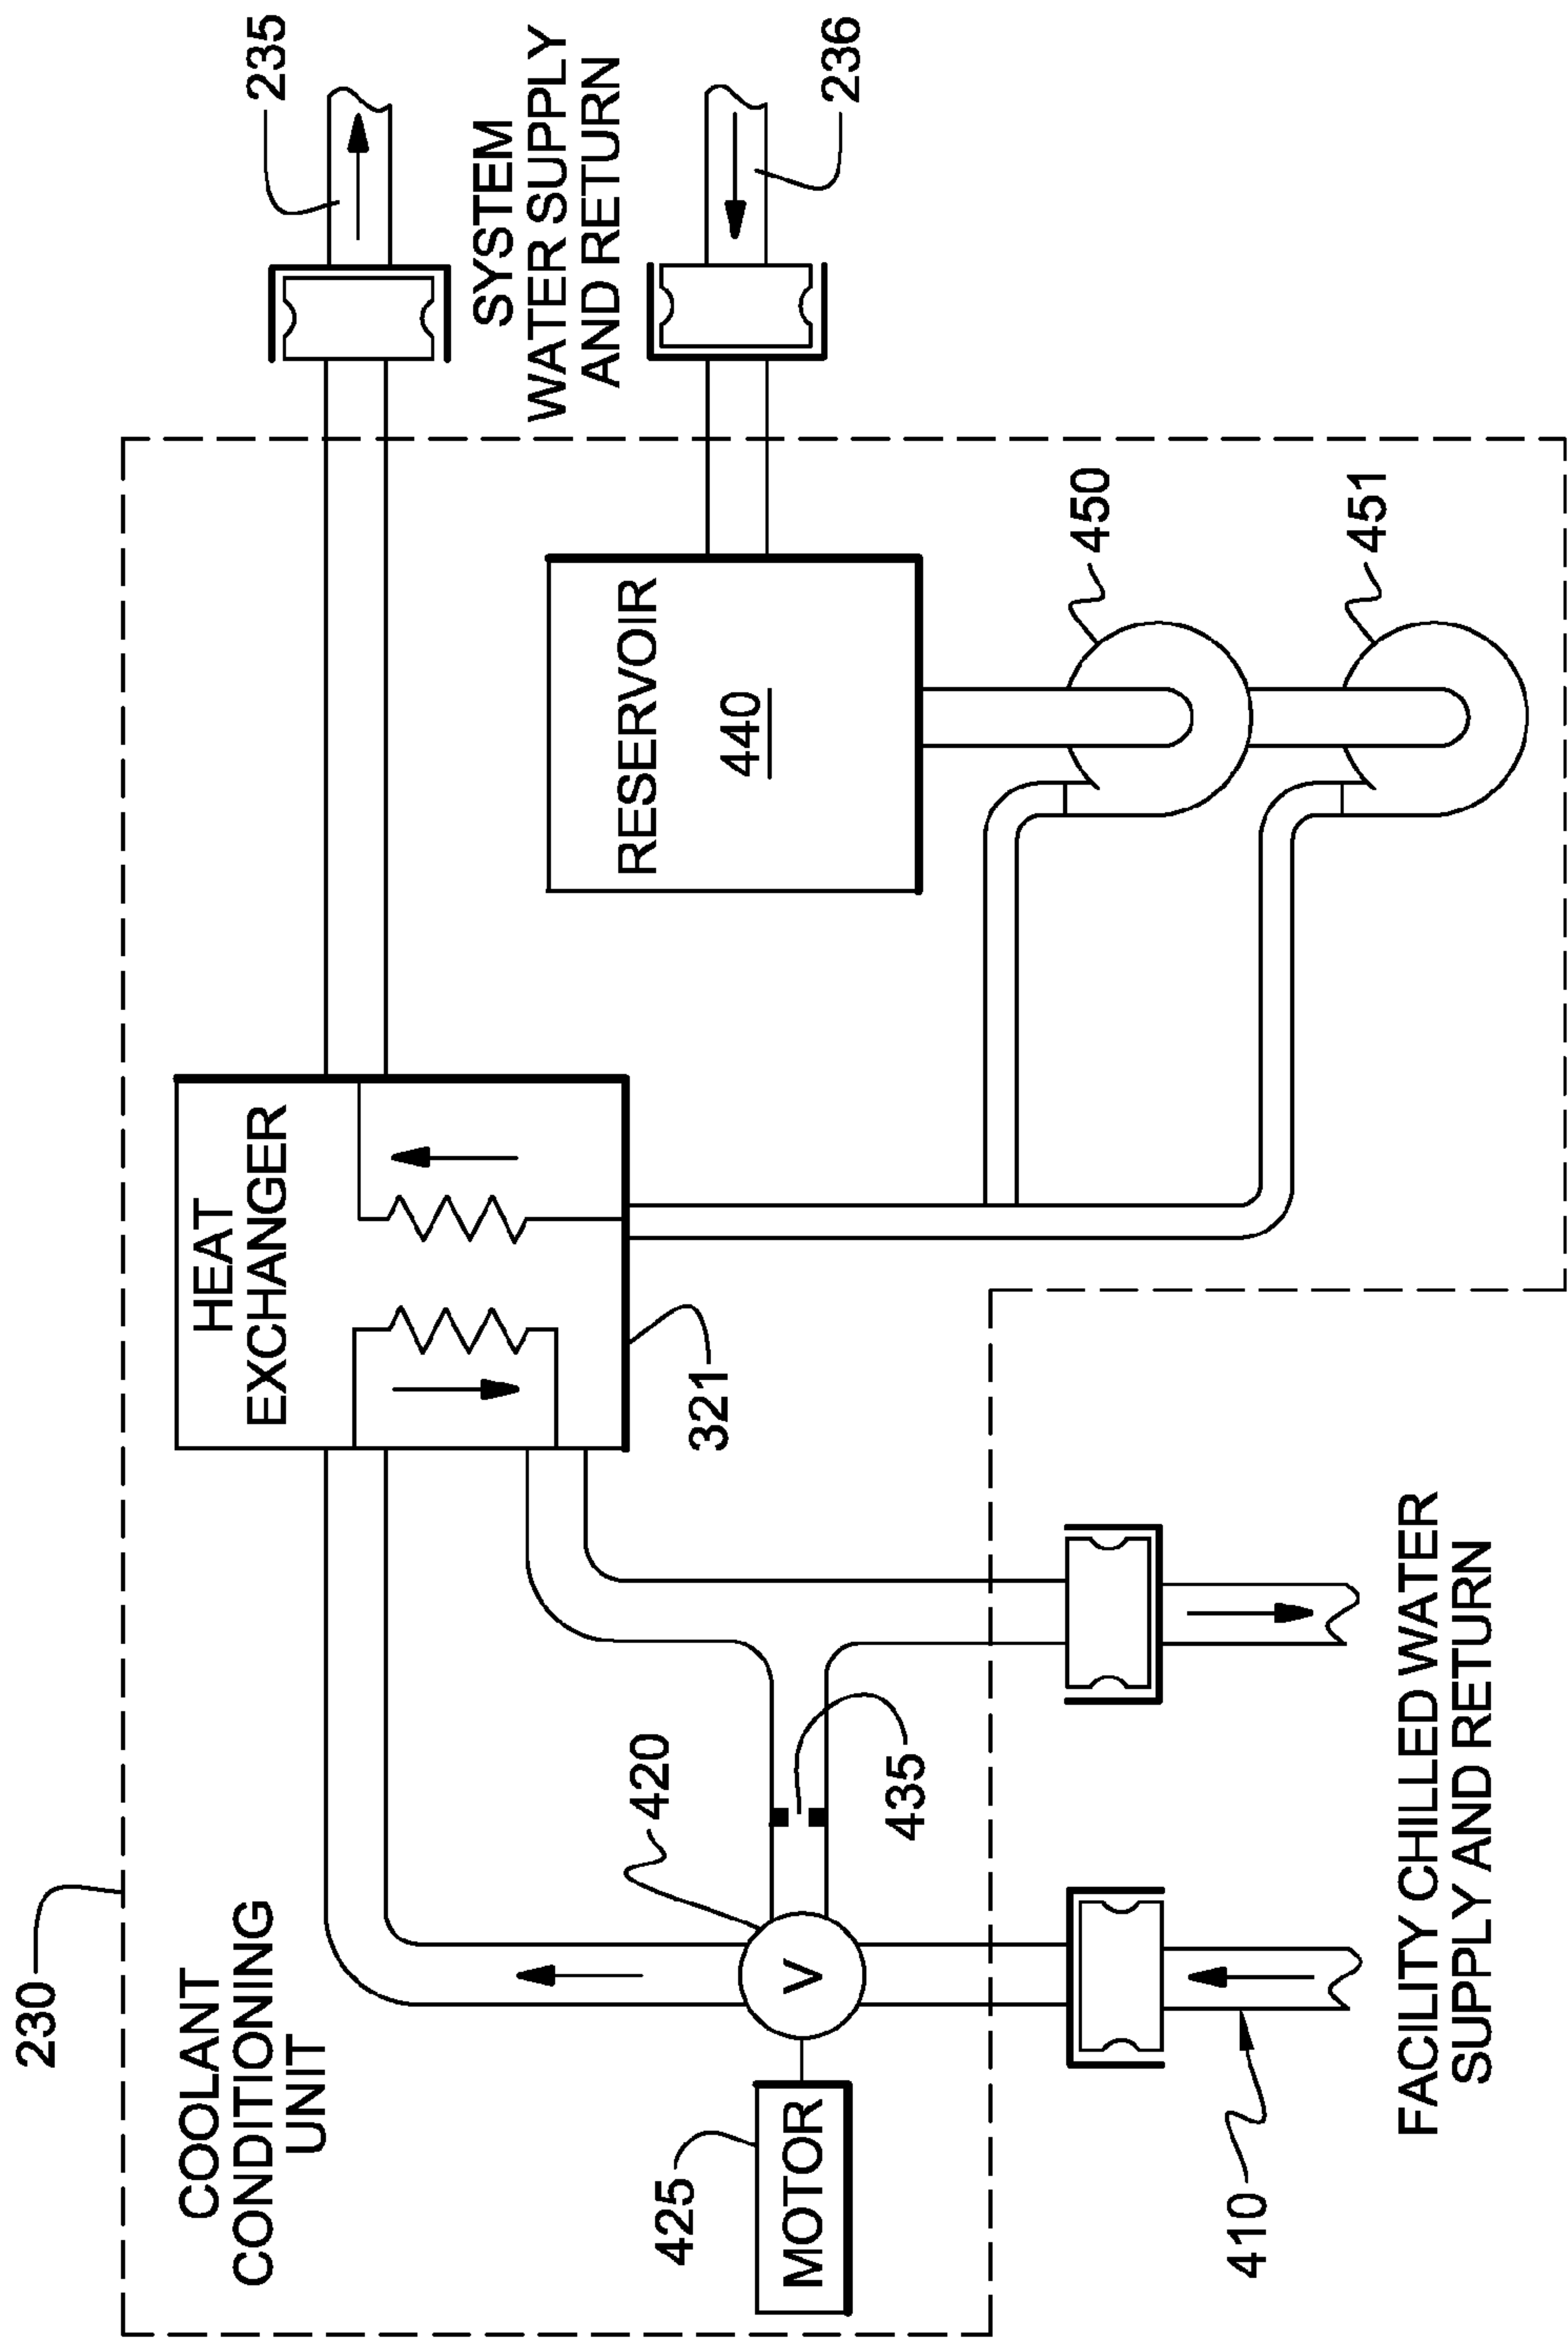 230
COOLANT
CONDITIONING
UNIT
HEAT
EXCHANGER
321
235
SYSTEM
WATER SUPPLY
AND RETURN
236
RESERVOIR
440
450
451
420
435
V
425
MOTOR
410
FACILITY CHILLED WATER
SUPPLY AND RETURN